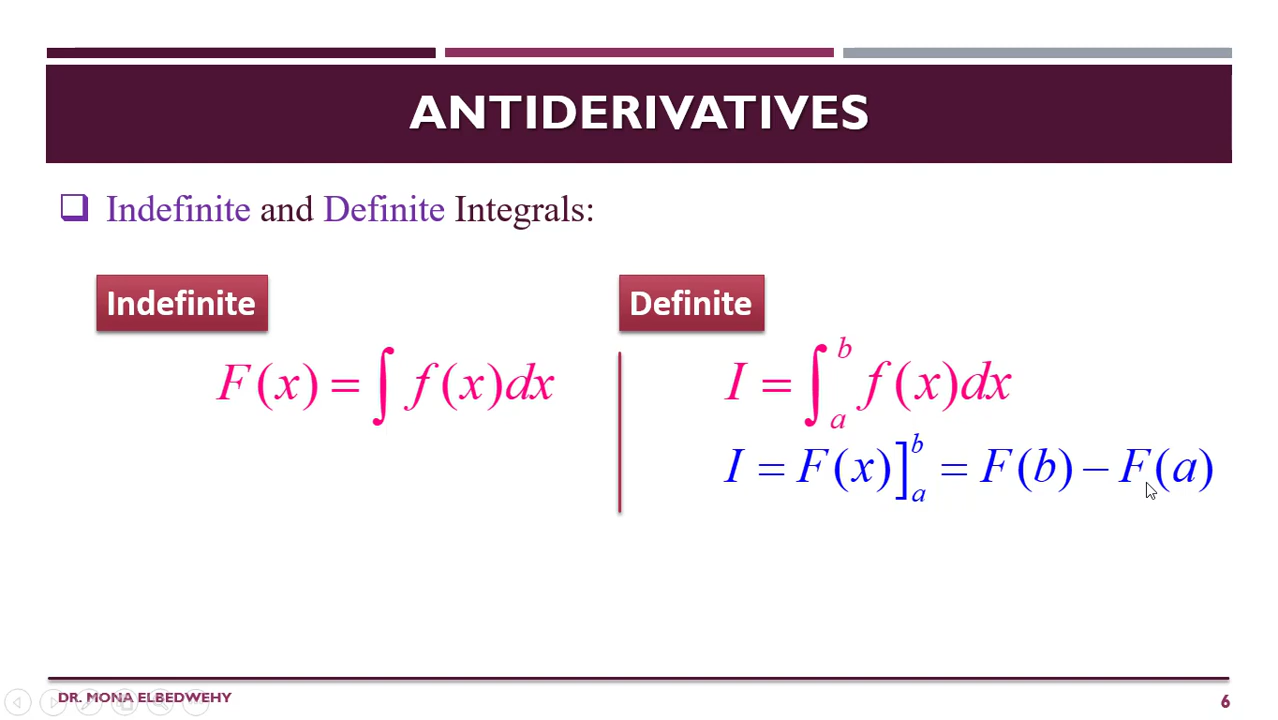 ANTIDERIVATIVES
❑ Indefinite and Definite Integrals:
Indefinite
F(x) = ∫ f(x)dx
Definite
I = ∫_a^b f(x)dx
I = F(x)]_a^b = F(b) − F(a)
DR. MONA ELBEDWEHY
6